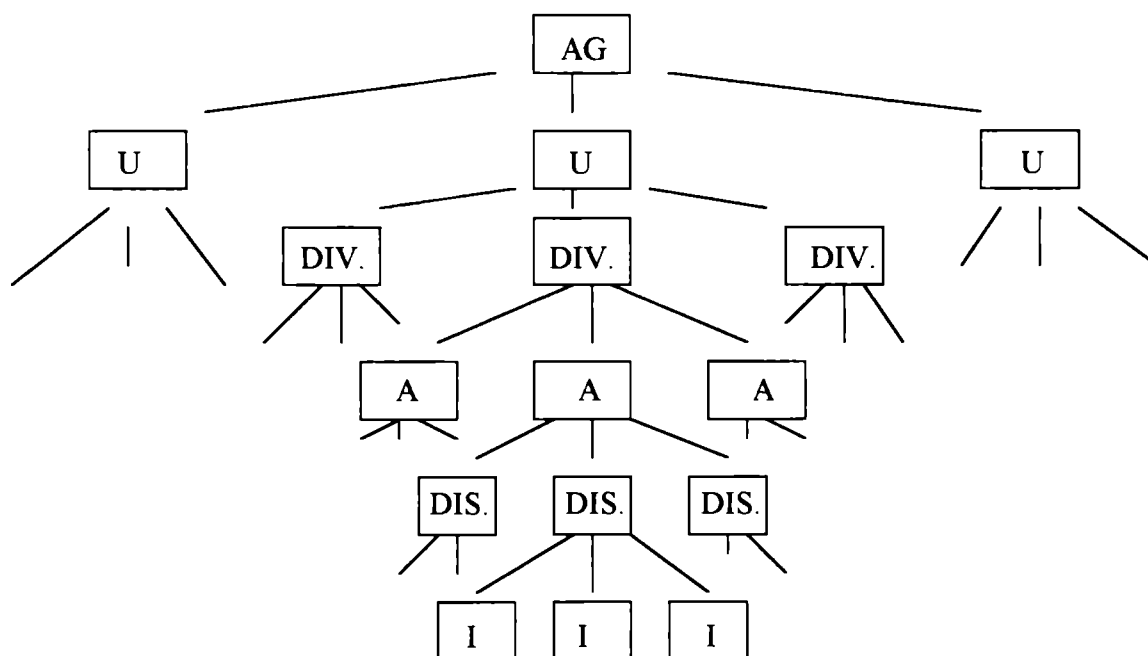 AG
U U U
DIV. DIV. DIV.
A A A
DIS. DIS. DIS.
I I I